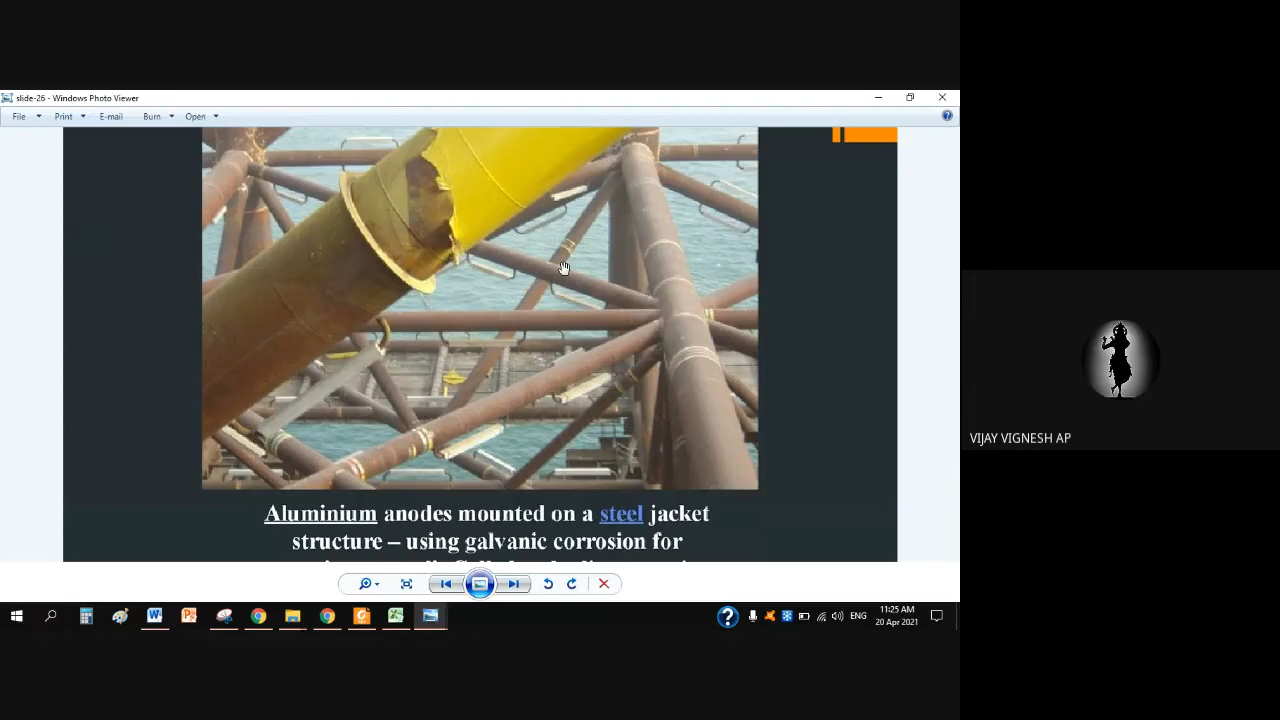 slide-26 - Windows Photo Viewer
File Print E-mail Burn Open
Aluminium anodes mounted on a steel jacket
structure – using galvanic corrosion for
VIJAY VIGNESH AP
ENG
11:25 AM
20 Apr 2021